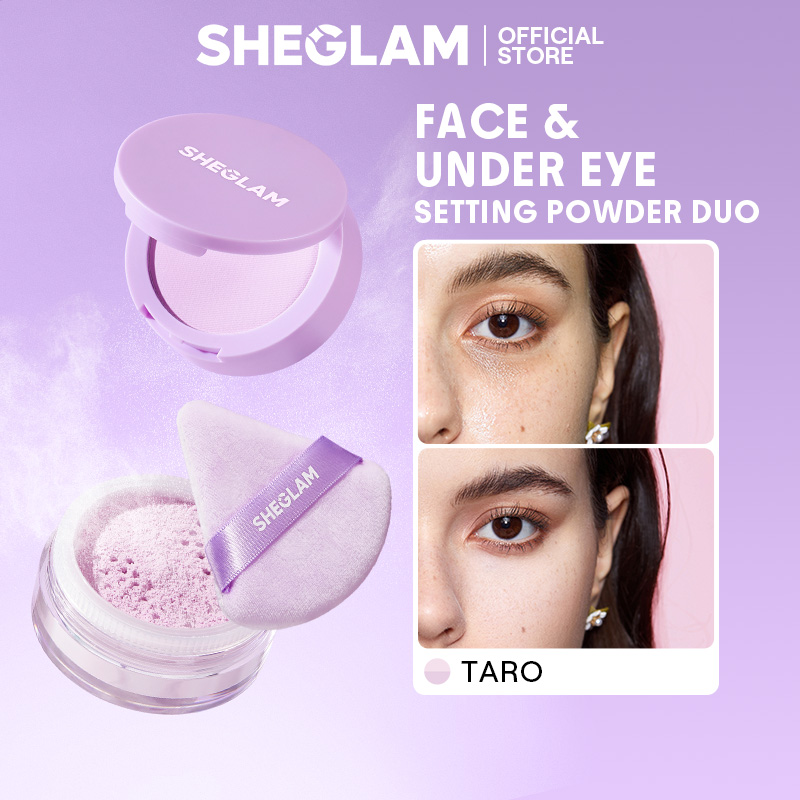 SHEGLAM OFFICIAL
STORE
FACE &
UNDER EYE
SETTING POWDER DUO
SHEGLAM
SHEGLAM
TARO